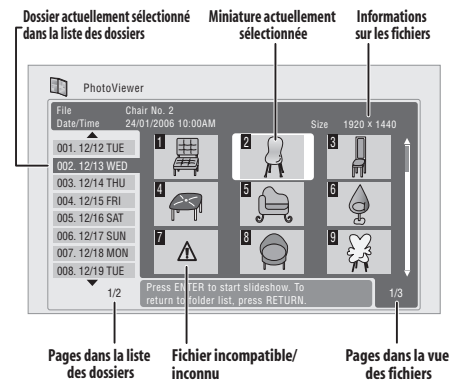 Dossier actuellement sélectionné
dans la liste des dossiers
Miniature actuellement
sélectionnée
Informations
sur les fichiers
PhotoViewer
File Chair No. 2
Date/Time 24/01/2006 10:00AM
Size 1920 x 1440
001. 12/12 TUE
002. 12/13 WED
003. 12/14 THU
004. 12/15 FRI
005. 12/16 SAT
006. 12/17 SUN
007. 12/18 MON
008. 12/19 TUE
1/2
1
2
3
4
5
6
7
8
9
Press ENTER to start slideshow. To
return to folder list, press RETURN.
1/3
Pages dans la liste
des dossiers
Fichier incompatible/
inconnu
Pages dans la vue
des fichiers